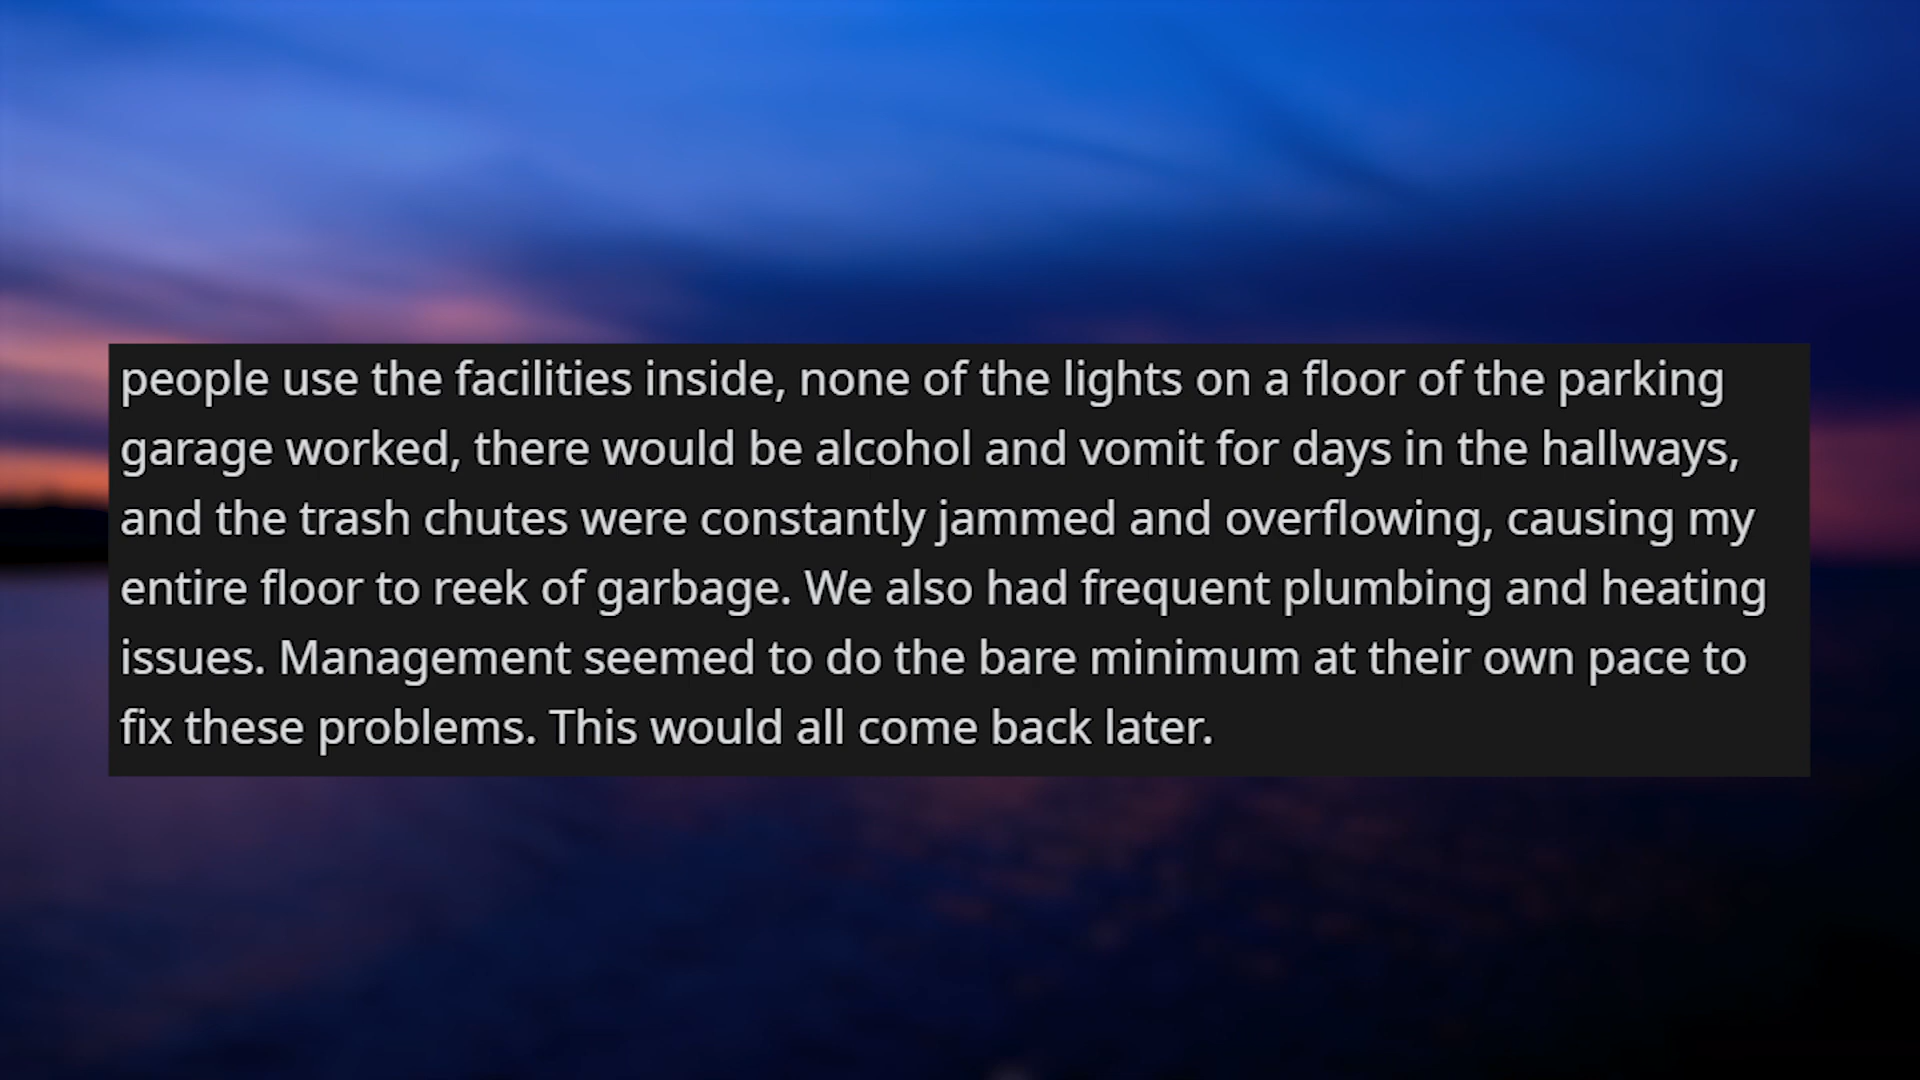 people use the facilities inside, none of the lights on a floor of the parking
garage worked, there would be alcohol and vomit for days in the hallways,
and the trash chutes were constantly jammed and overflowing, causing my
entire floor to reek of garbage. We also had frequent plumbing and heating
issues. Management seemed to do the bare minimum at their own pace to
fix these problems. This would all come back later.